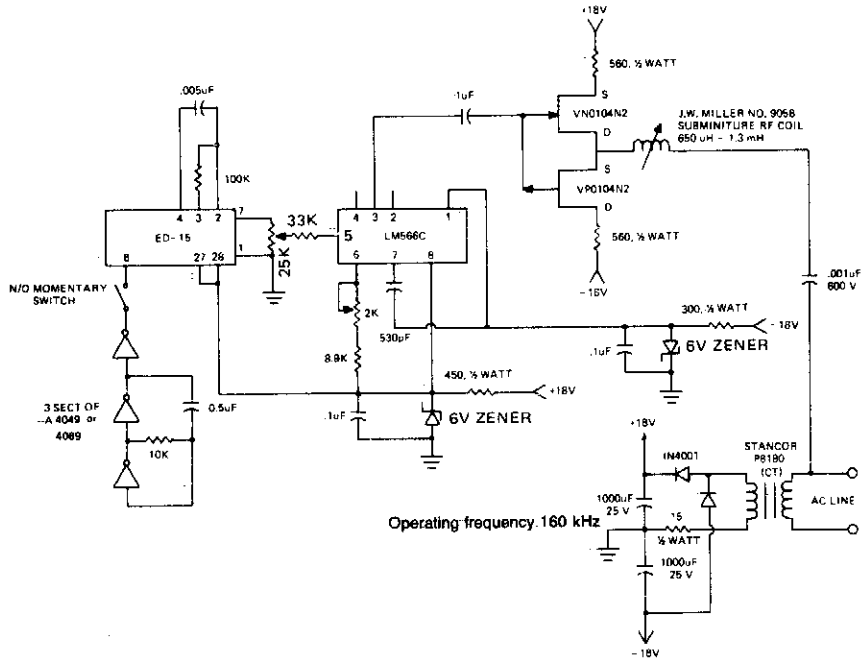 +18V
560, ½ WATT
S
VN0104N2
D
S
VP0104N2
D
560, ½ WATT
-18V
J.W. MILLER NO. 9058
SUBMINITURE RF COIL
650 uH - 1.3 mH
.1uF
.005uF
100K
4 3 2 7
ED-15
1
8 27 28
25K
33K
4 3 2 1
5 LM566C
6 7 8
N/O MOMENTARY
SWITCH
2K
8.9K
530pF
.001uF
600 V
300, ½ WATT
-18V
.1uF
6V ZENER
450, ½ WATT
+18V
.1uF
6V ZENER
3 SECT OF
-A 4049 or
4069
0.5uF
10K
+18V
IN4001
STANCOR
P8180
(CT)
AC LINE
1000uF
25 V
15
½ WATT
1000uF
25 V
-18V
Operating frequency.160 kHz